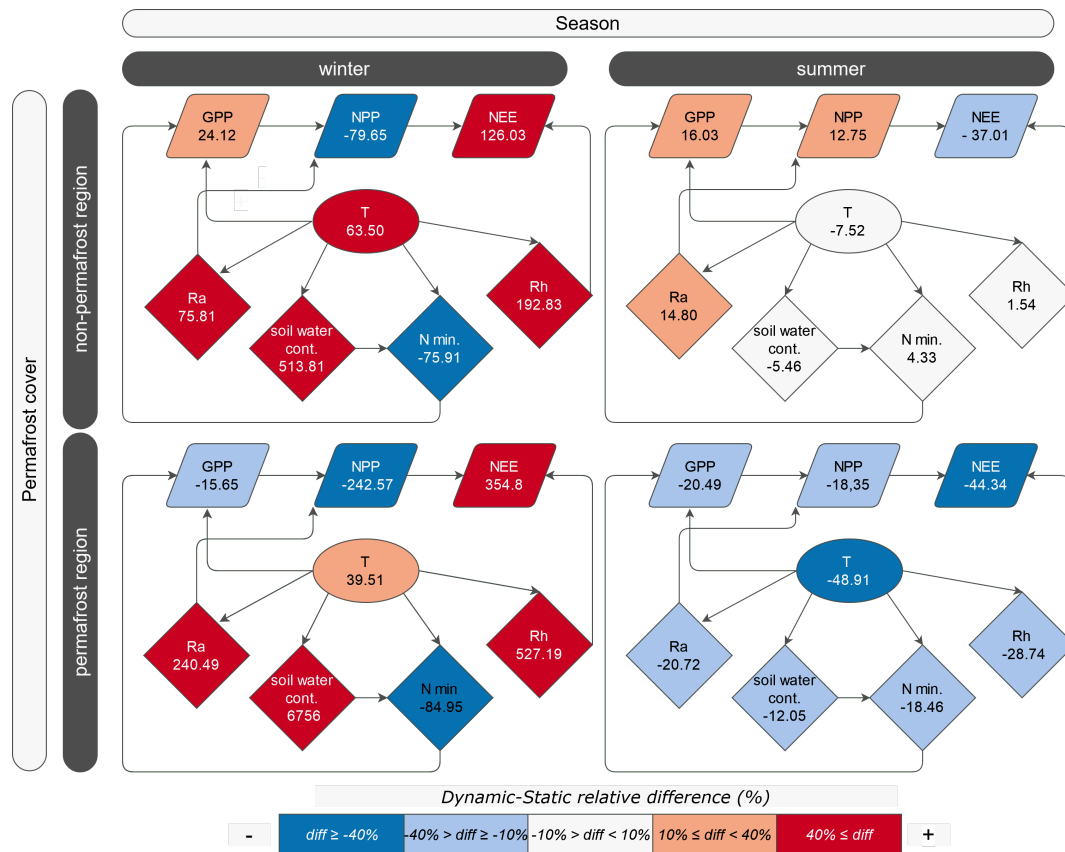 Season
winter
summer
Permafrost cover
non-permafrost region
GPP
24.12
NPP
-79.65
NEE
126.03
T
63.50
Ra
75.81
soil water
cont.
513.81
N min.
-75.91
Rh
192.83
GPP
16.03
NPP
12.75
NEE
- 37.01
T
-7.52
Ra
14.80
soil water
cont.
-5.46
N min.
4.33
Rh
1.54
permafrost region
GPP
-15.65
NPP
-242.57
NEE
354.8
T
39.51
Ra
240.49
soil water
cont.
6756
N min
-84.95
Rh
527.19
GPP
-20.49
NPP
-18,35
NEE
-44.34
T
-48.91
Ra
-20.72
soil water
cont.
-12.05
N min.
-18.46
Rh
-28.74
Dynamic-Static relative difference (%)
-
diff ≥ -40%
-40% > diff ≥ -10%
-10% > diff < 10%
10% ≤ diff < 40%
40% ≤ diff
+